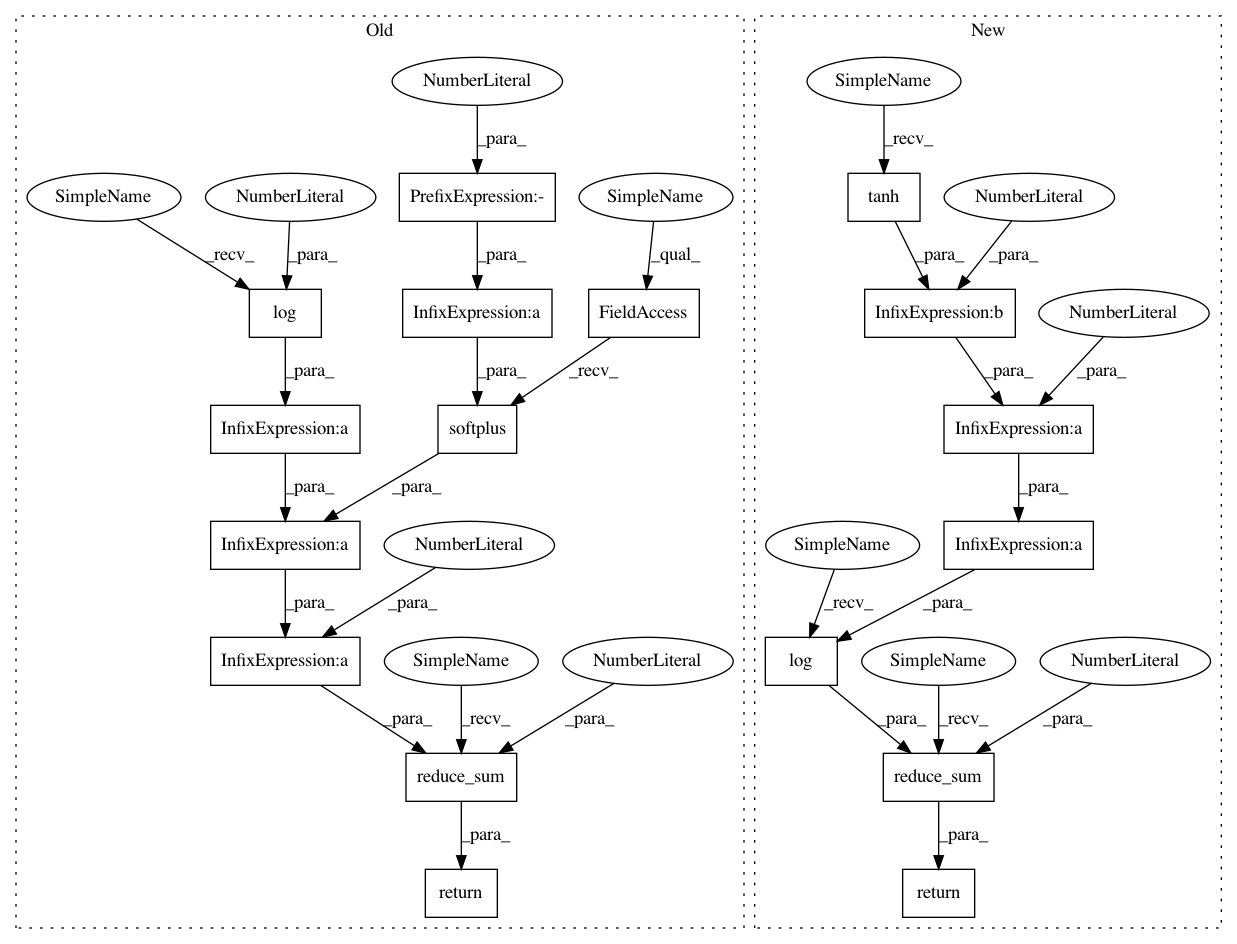 Old
New
NumberLiteral
SimpleName
_para_
_recv_
SimpleName
NumberLiteral
PrefixExpression:-
SimpleName
tanh
NumberLiteral
_recv_
_para_
_para_
_qual_
_para_
_para_
log
InfixExpression:a
FieldAccess
InfixExpression:b
NumberLiteral
_para_
_para_
_recv_
_para_
_para_
InfixExpression:a
softplus
InfixExpression:a
_para_
_para_
_para_
InfixExpression:a
NumberLiteral
SimpleName
InfixExpression:a
_para_
_para_
_recv_
_para_
InfixExpression:a
SimpleName
NumberLiteral
log
SimpleName
NumberLiteral
_para_
_recv_
_para_
_para_
_recv_
_para_
reduce_sum
reduce_sum
_para_
_para_
return
return